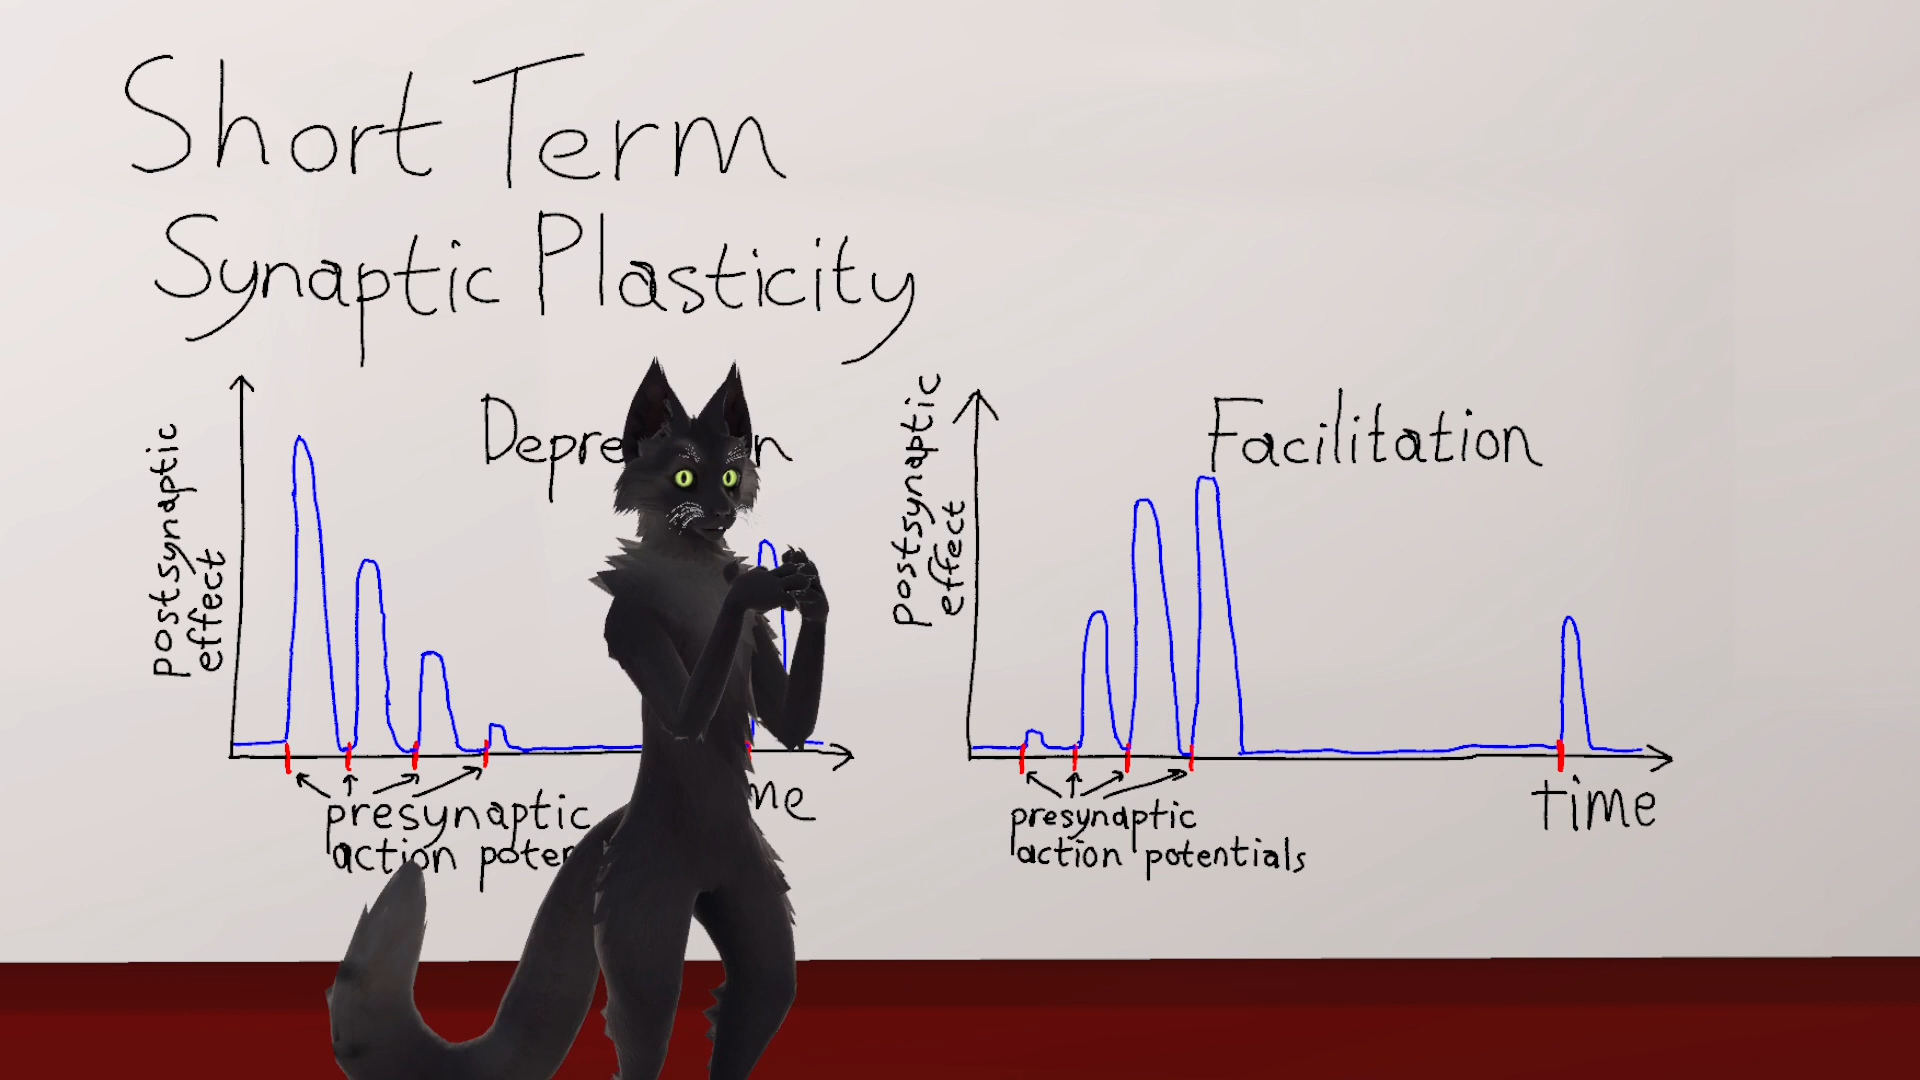 Short Term
Synaptic Plasticity
postsynaptic
effect
presynaptic
action
postsynaptic
effect
Facilitation
presynaptic
action potentials
time